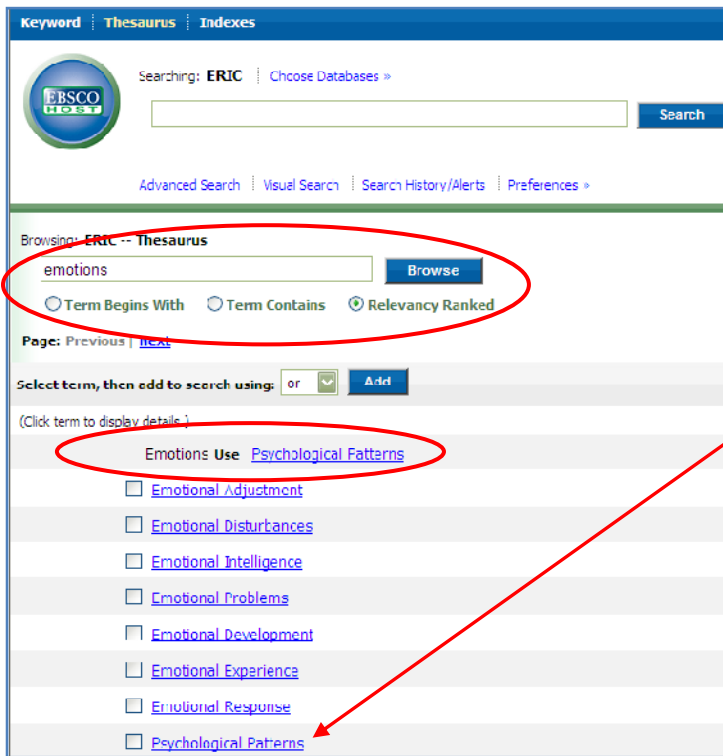 Keyword Thesaurus Indexes
Searching: ERIC Choose Databases »
EBSCO
HOST
Search
Advanced Search Visual Search Search History/Alerts Preferences »
Browsing: ERIC -- Thesaurus
emotions Browse
Term Begins With Term Contains Relevancy Ranked
Page: Previous | next
Select term, then add to search using: or Add
(Click term to display details.)
Emotions Use Psychological Patterns
Emotional Adjustment
Emotional Disturbances
Emotional Intelligence
Emotional Problems
Emotional Development
Emotional Experience
Emotional Response
Psychological Patterns